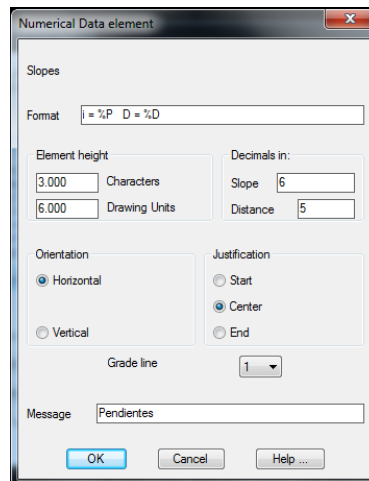 Numerical Data element
Slopes
Format i = %P D = %D
Element height
3.000 Characters
6.000 Drawing Units
Decimals in:
Slope 6
Distance 5
Orientation
Horizontal
Vertical
Justification
Start
Center
End
Grade line 1
Message Pendientes
OK Cancel Help ...